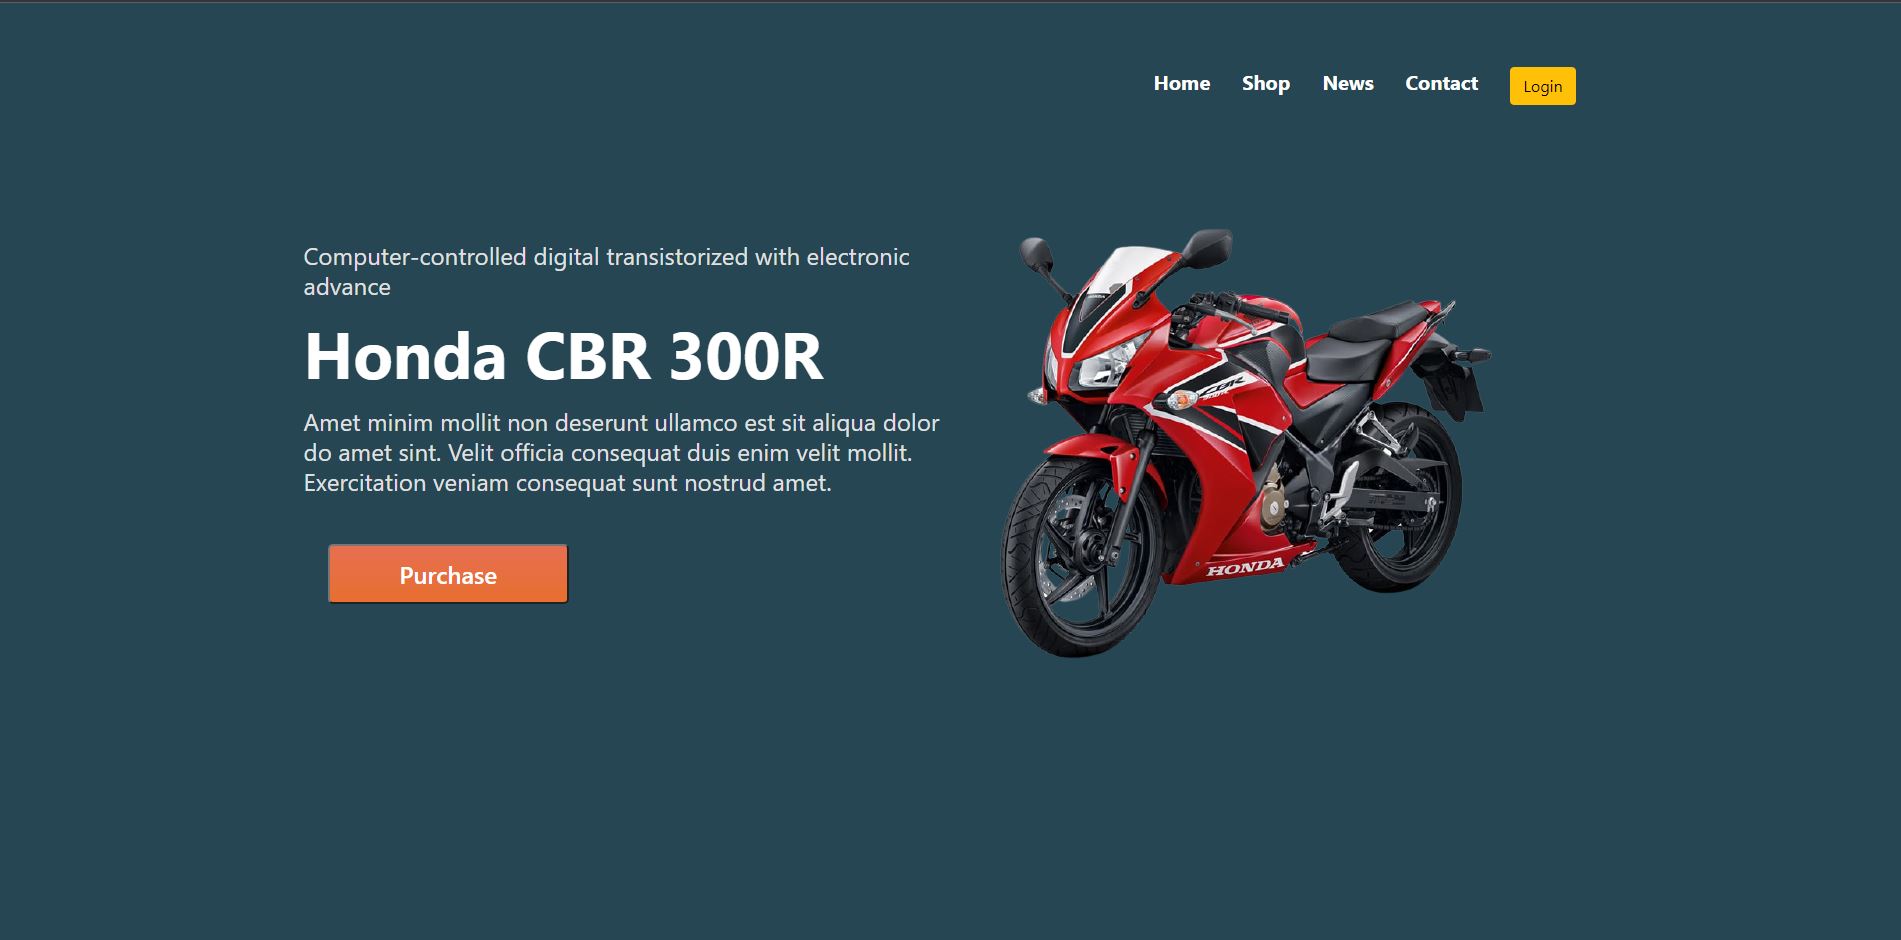 Home Shop News Contact Login
Computer-controlled digital transistorized with electronic
advance
Honda CBR 300R
Amet minim mollit non deserunt ullamco est sit aliqua dolor
do amet sint. Velit officia consequat duis enim velit mollit.
Exercitation veniam consequat sunt nostrud amet.
Purchase
HONDA
CBR
HONDA